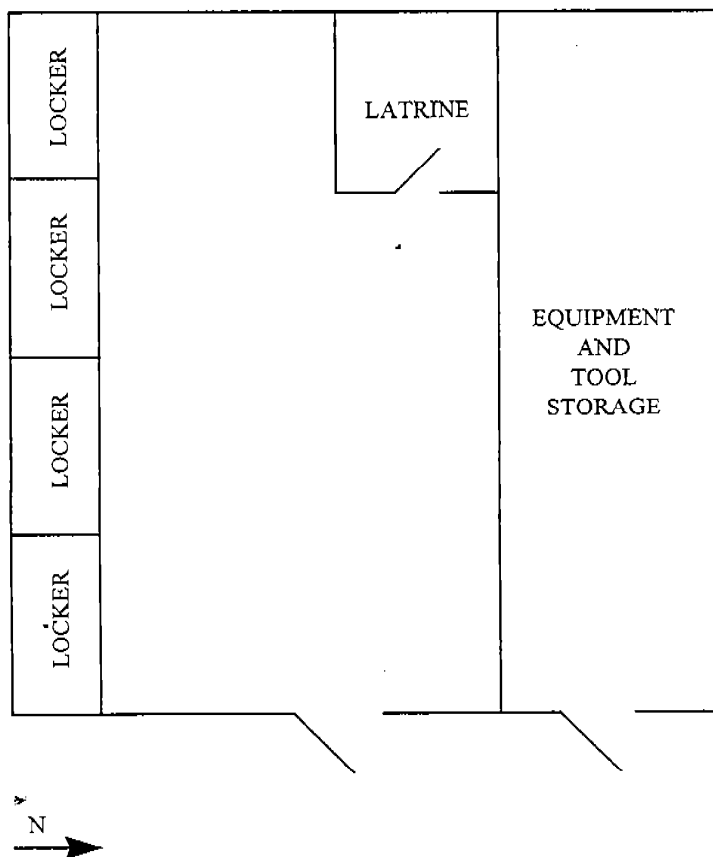 LOCKER
LATRINE
LOCKER
EQUIPMENT
AND
TOOL
STORAGE
LOCKER
LOCKER
N